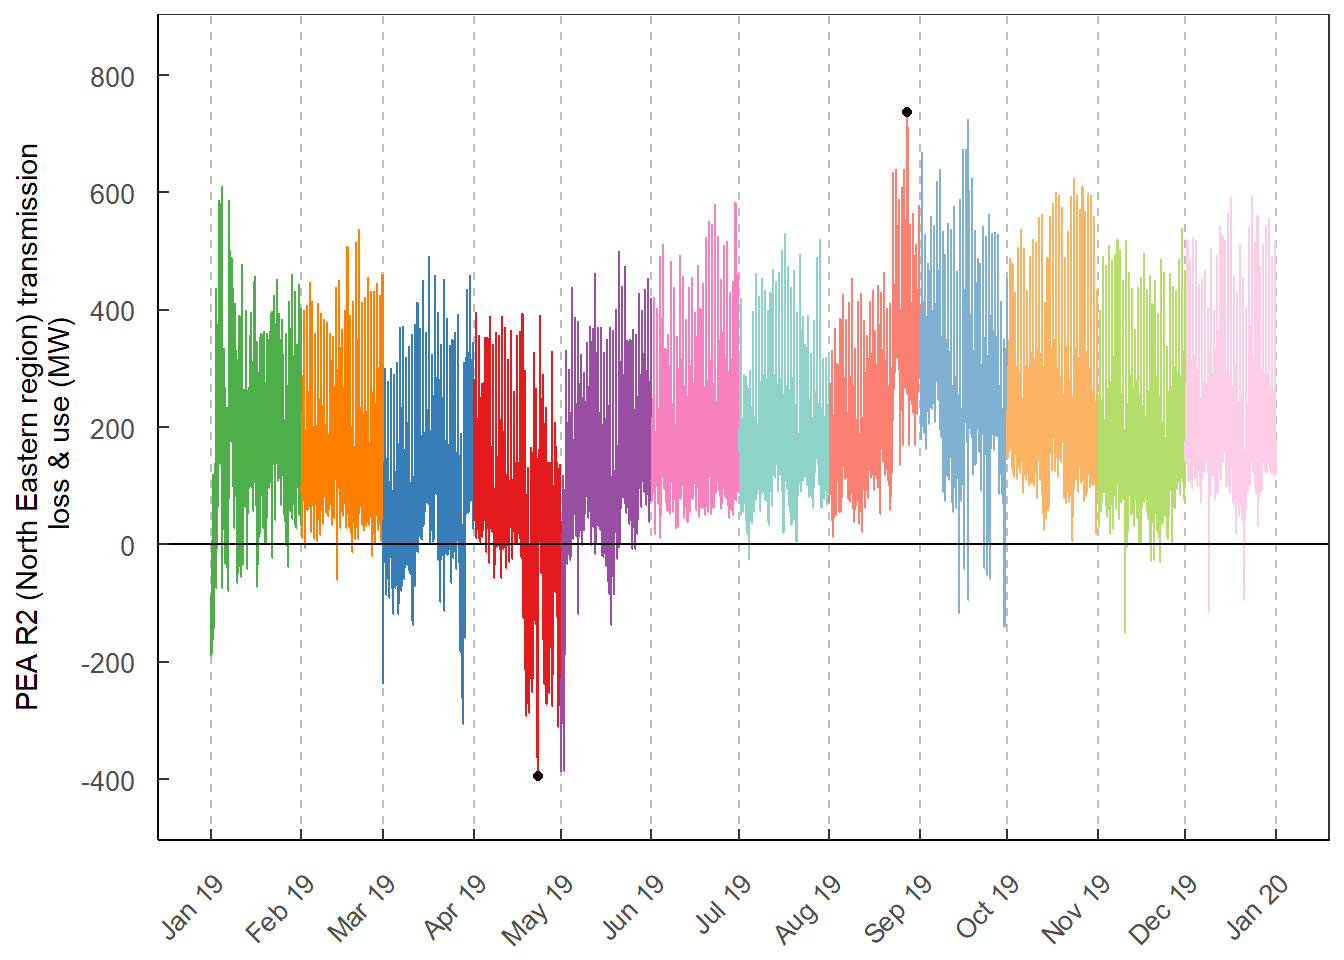 PEA R2 (North Eastern region) transmission
loss & use (MW)
800
600
400
200
0
-200
-400
Jan 19
Feb 19
Mar 19
Apr 19
May 19
Jun 19
Jul 19
Aug 19
Sep 19
Oct 19
Nov 19
Dec 19
Jan 20